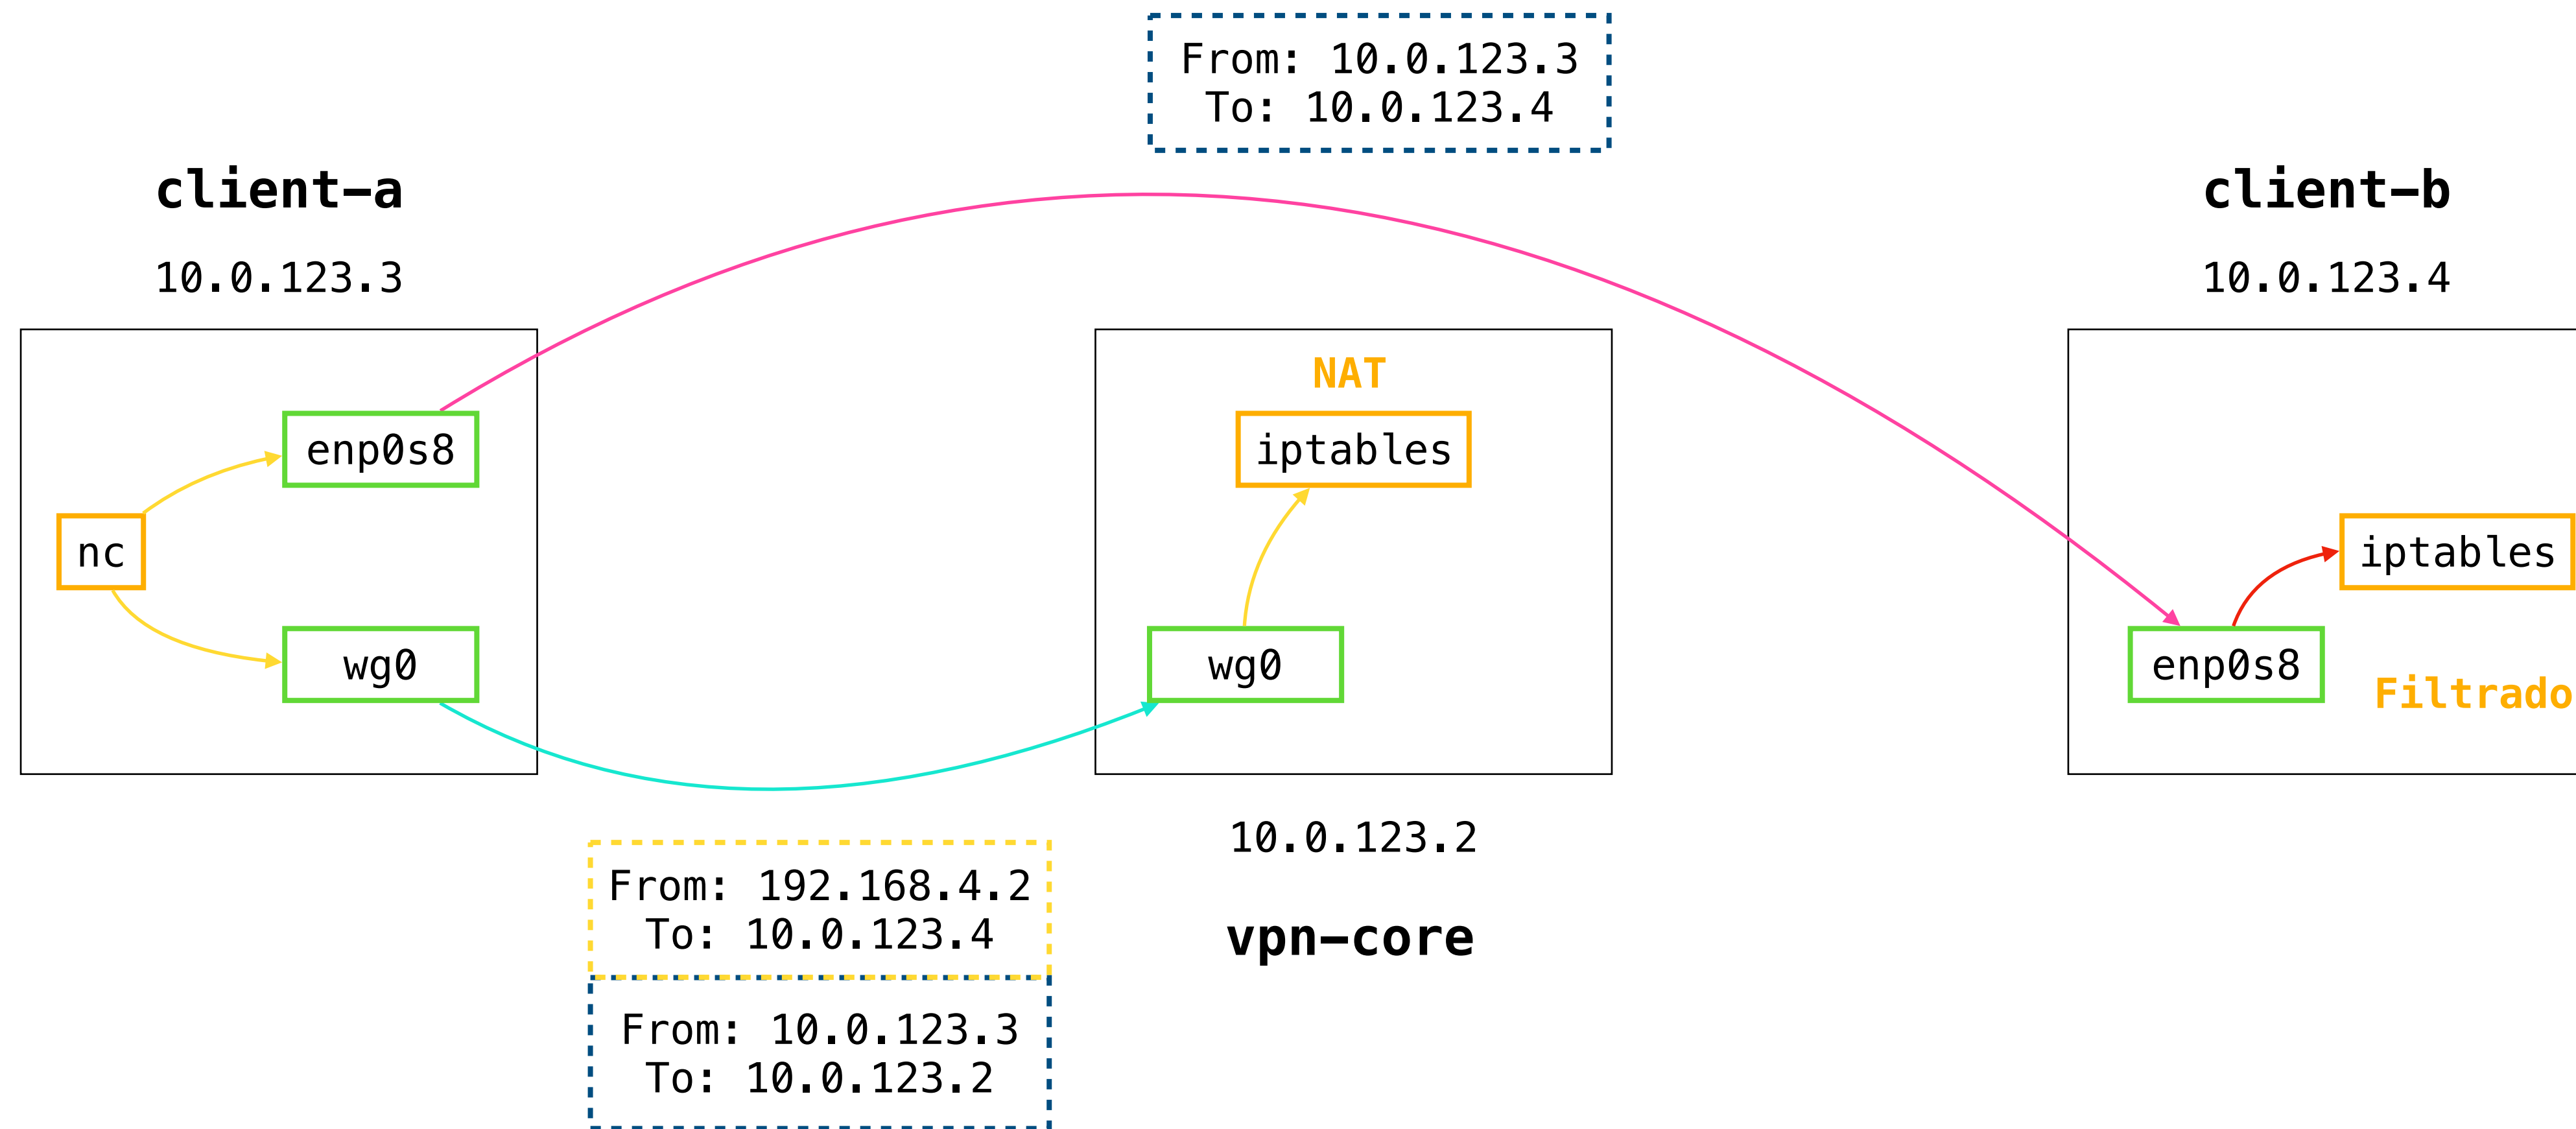 From: 10.0.123.3
To: 10.0.123.4
client-a
10.0.123.3
client-b
10.0.123.4
NAT
enp0s8
iptables
nc
iptables
wg0
wg0
enp0s8
Filtrado
10.0.123.2
vpn-core
From: 192.168.4.2
To: 10.0.123.4
From: 10.0.123.3
To: 10.0.123.2